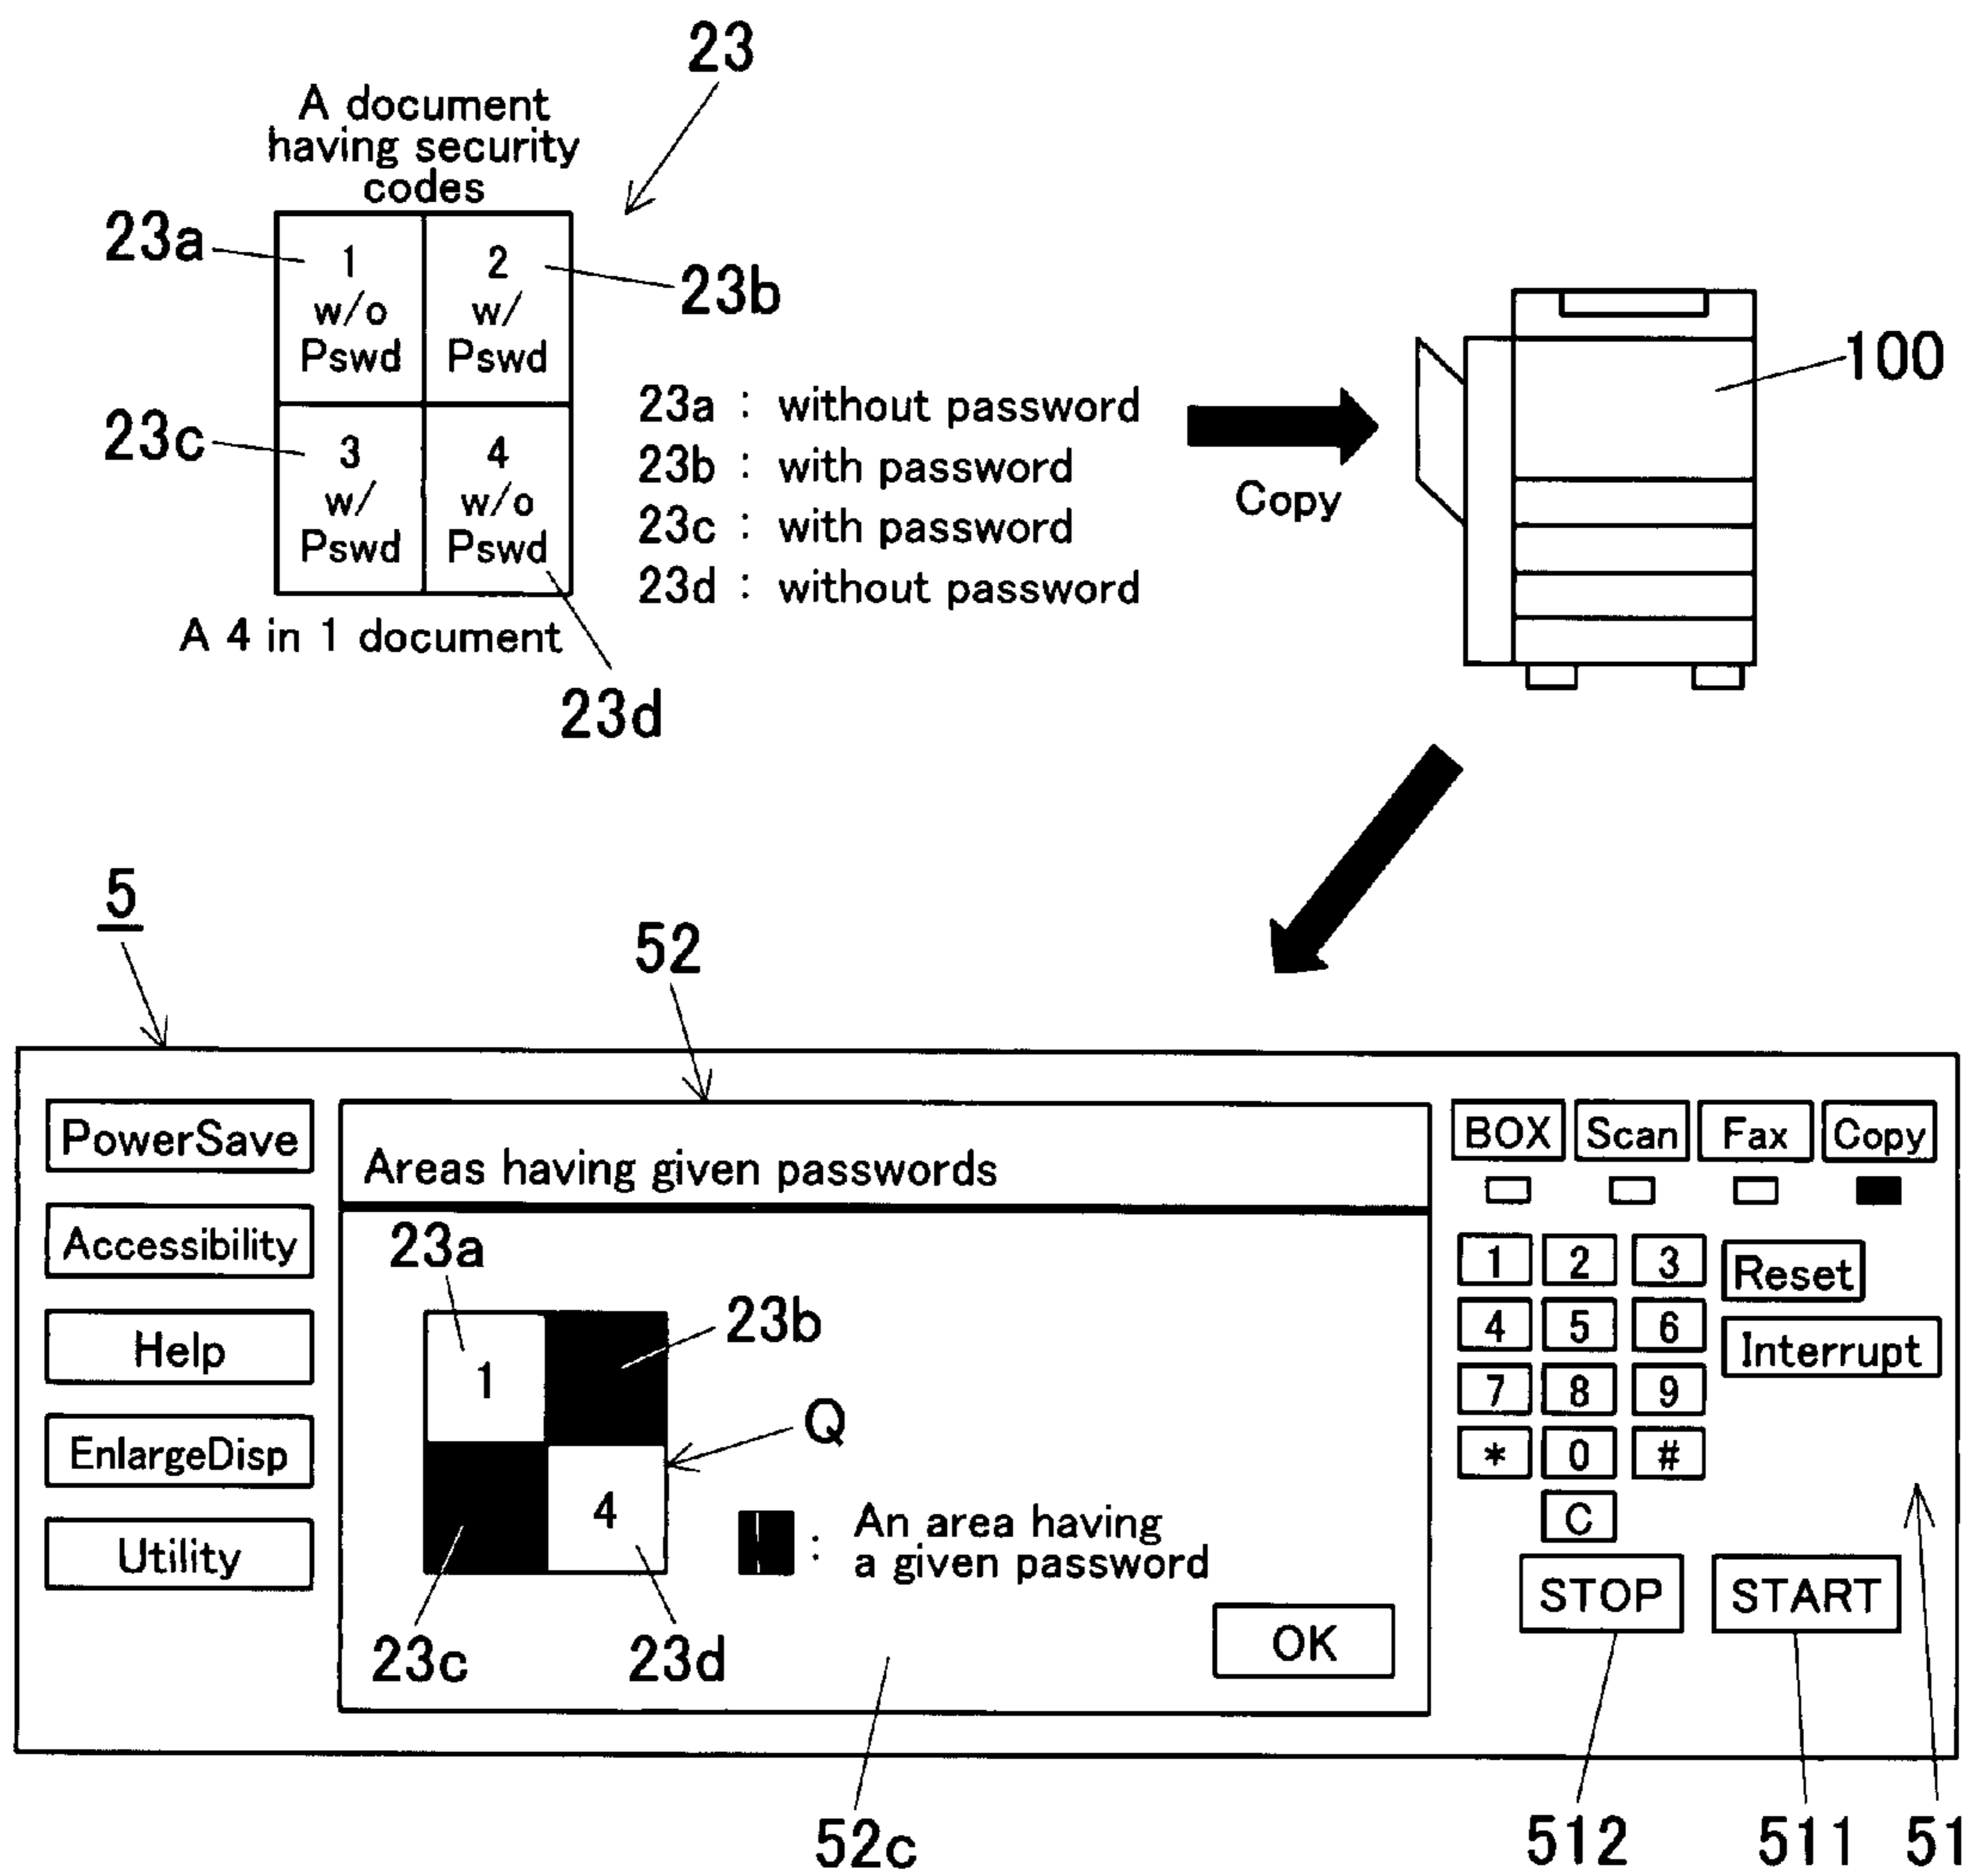 23
A document
having security
codes
23a
1
w/o
Pswd
2
w/
Pswd
23b
23c
3
w/
Pswd
4
w/o
Pswd
A 4 in 1 document
23d
23a : without password
23b : with password
23c : with password
23d : without password
Copy
100
5
52
PowerSave
Accessibility
Help
EnlargeDisp
Utility
Areas having given passwords
23a
1
23b
Q
4
23c
23d
: An area having
a given password
OK
52c
BOX Scan Fax Copy
1 2 3 Reset
4 5 6 Interrupt
7 8 9
* 0 #
C
STOP START
512 511 51